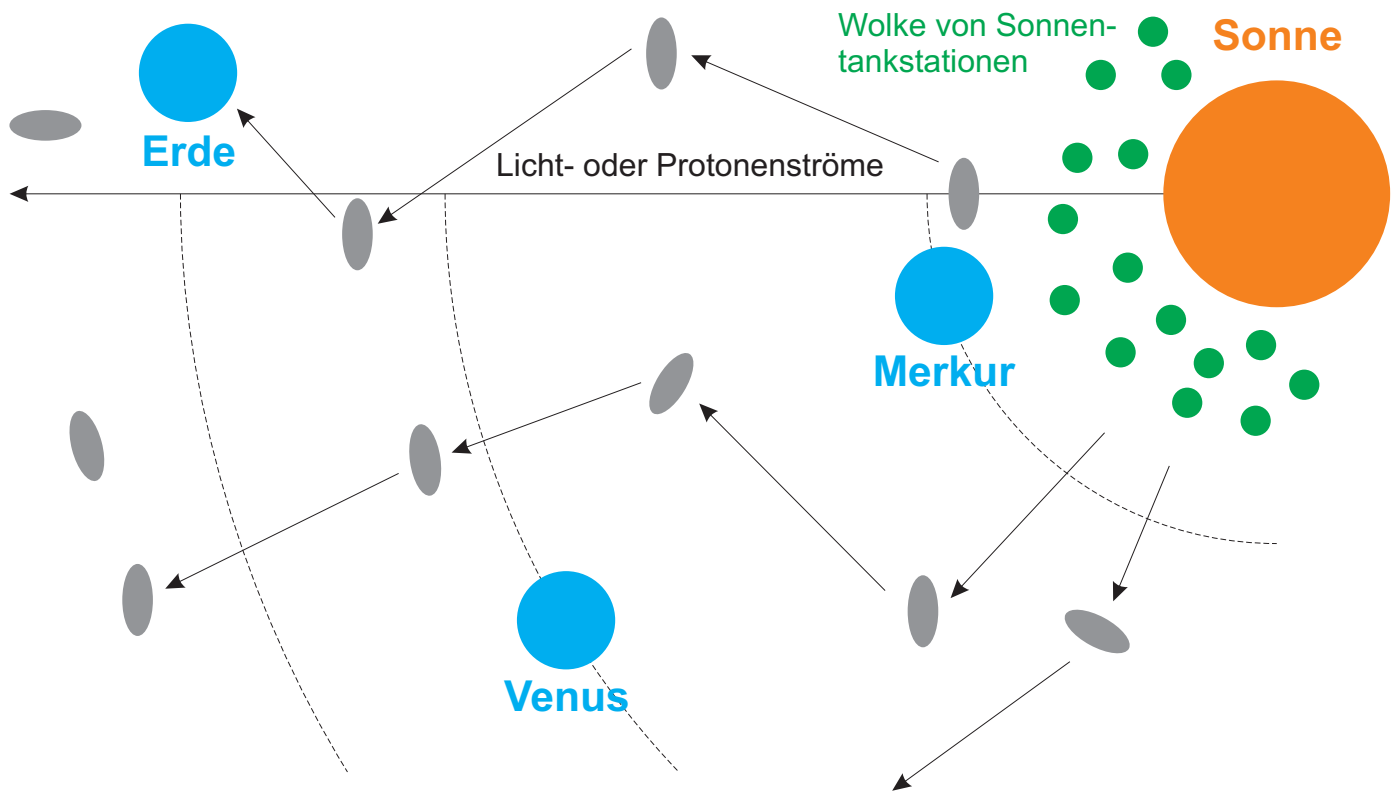 Wolke von Sonnen-
tankstationen
Sonne
Erde
Licht- oder Protonenströme
Merkur
Venus